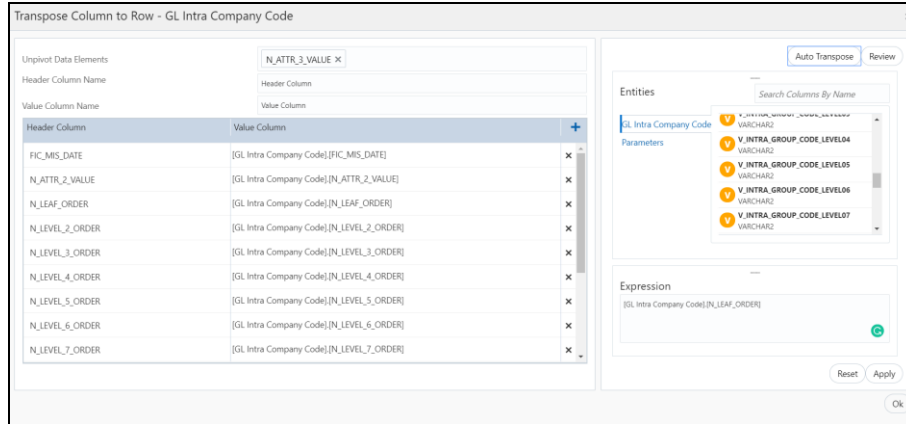 Transpose Column to Row - GL Intra Company Code
Unpivot Data Elements
N_ATTR_3_VALUE ×
Header Column Name
Header Column
Value Column Name
Value Column
Header Column Value Column +
FIC_MIS_DATE [GL Intra Company Code].[FIC_MIS_DATE] ×
N_ATTR_2_VALUE [GL Intra Company Code].[N_ATTR_2_VALUE] ×
N_LEAF_ORDER [GL Intra Company Code].[N_LEAF_ORDER] ×
N_LEVEL_2_ORDER [GL Intra Company Code].[N_LEVEL_2_ORDER] ×
N_LEVEL_3_ORDER [GL Intra Company Code].[N_LEVEL_3_ORDER] ×
N_LEVEL_4_ORDER [GL Intra Company Code].[N_LEVEL_4_ORDER] ×
N_LEVEL_5_ORDER [GL Intra Company Code].[N_LEVEL_5_ORDER] ×
N_LEVEL_6_ORDER [GL Intra Company Code].[N_LEVEL_6_ORDER] ×
N_LEVEL_7_ORDER [GL Intra Company Code].[N_LEVEL_7_ORDER] ×
Auto Transpose Review
Entities
Search Columns By Name
GL Intra Company Code
Parameters
VARCHAR2
V V_INTRA_GROUP_CODE_LEVEL04
VARCHAR2
V V_INTRA_GROUP_CODE_LEVEL05
VARCHAR2
V V_INTRA_GROUP_CODE_LEVEL06
VARCHAR2
V V_INTRA_GROUP_CODE_LEVEL07
VARCHAR2
Expression
[GL Intra Company Code].[N_LEAF_ORDER]
Reset Apply
Ok